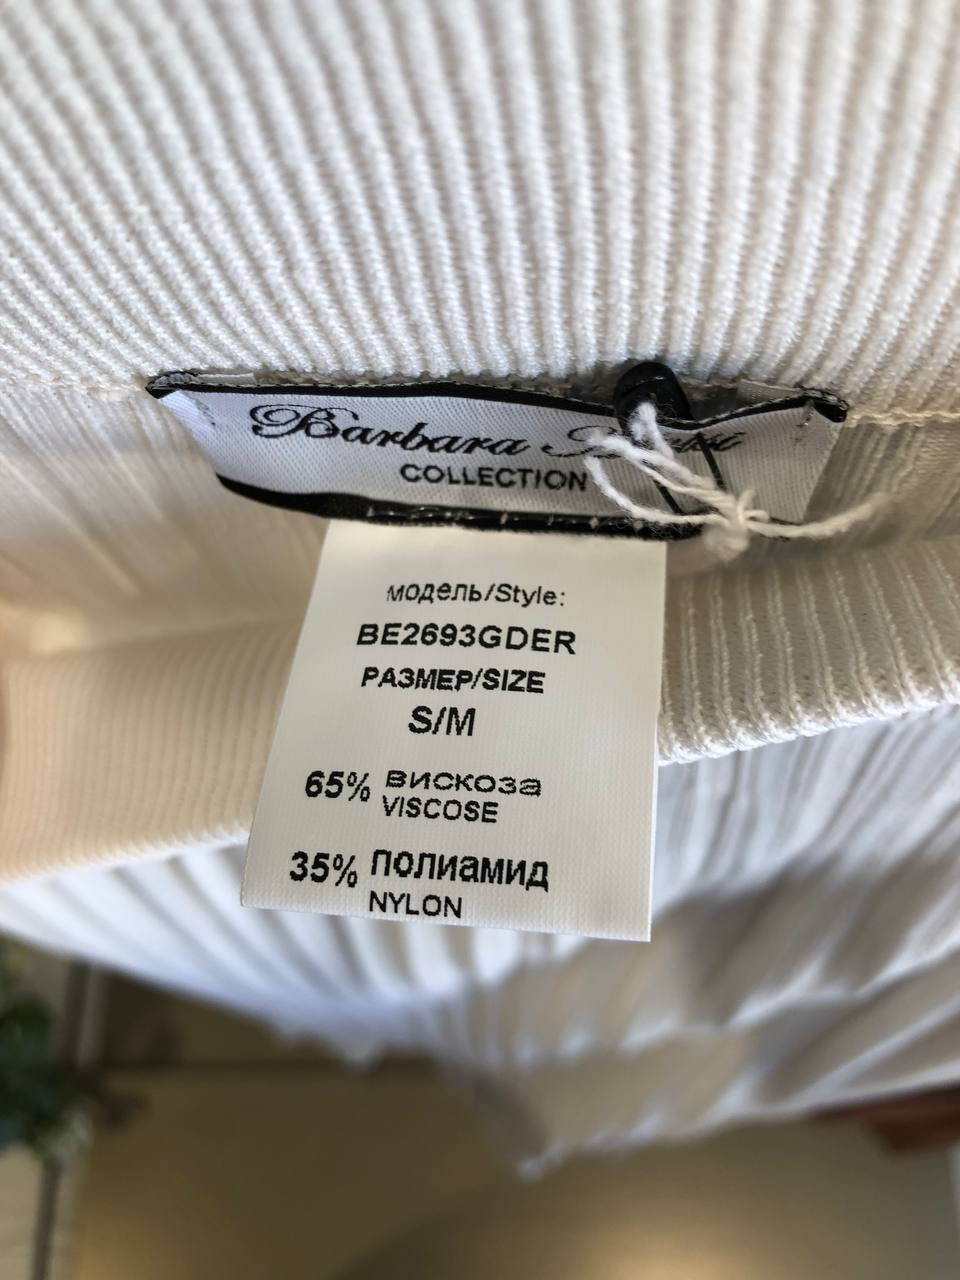 Barbara
COLLECTION
модель/Style:
BE2693GDER
РАЗМЕР/SIZE
S/M
65% вискоза
VISCOSE
35% полиамид
NYLON